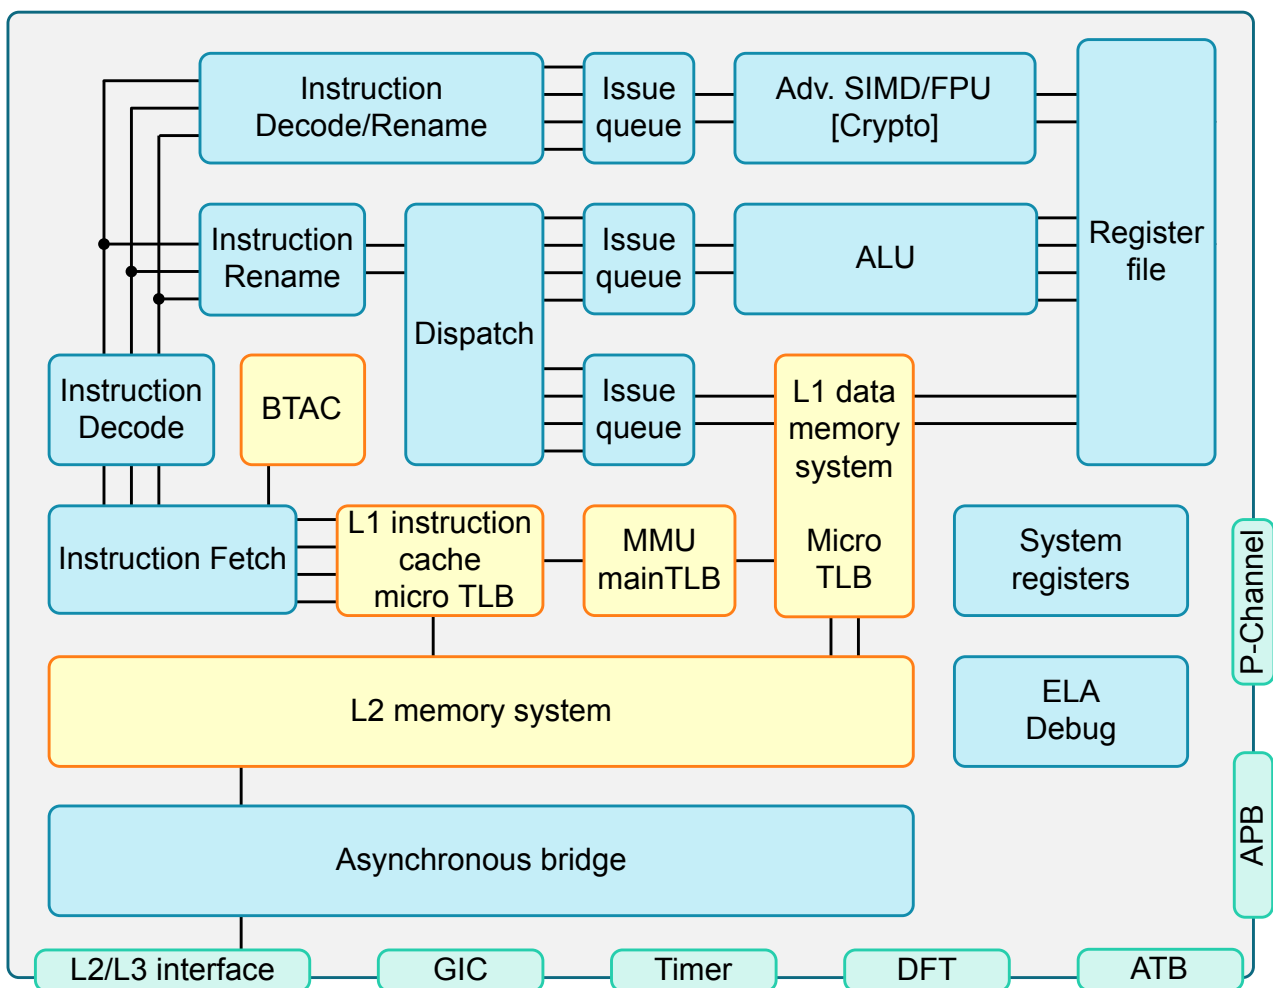 Instruction
Decode/Rename
Issue
queue
Adv. SIMD/FPU
[Crypto]
Register
file
Instruction
Rename
Dispatch
Issue
queue
ALU
Instruction
Decode
BTAC
Issue
queue
L1 data
memory
system
Micro
TLB
Instruction Fetch
L1 instruction
cache
micro TLB
MMU
mainTLB
System
registers
P-Channel
L2 memory system
ELA
Debug
APB
Asynchronous bridge
L2/L3 interface
GIC
Timer
DFT
ATB